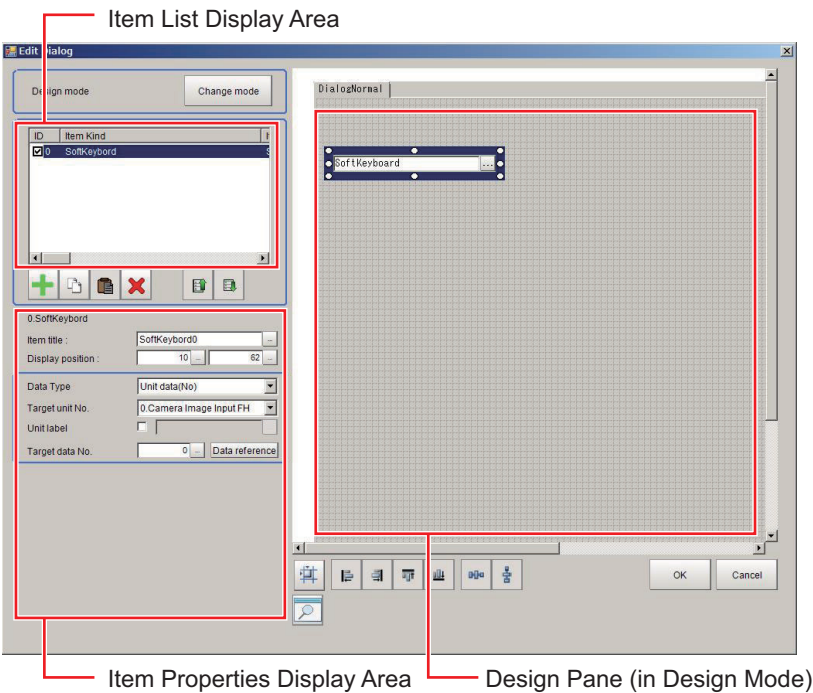 Item List Display Area
Edit Dialog
Design mode
Change mode
ID Item Kind
0 SoftKeybord
DialogNormal
SoftKeyboard ...
0.SoftKeybord
Item title : SoftKeybord0 ...
Display position : 10 ... 62 ...
Data Type Unit data(No)
Target unit No. 0.Camera Image Input FH
Unit label
Target data No. 0 ... Data reference
OK Cancel
Item Properties Display Area
Design Pane (in Design Mode)